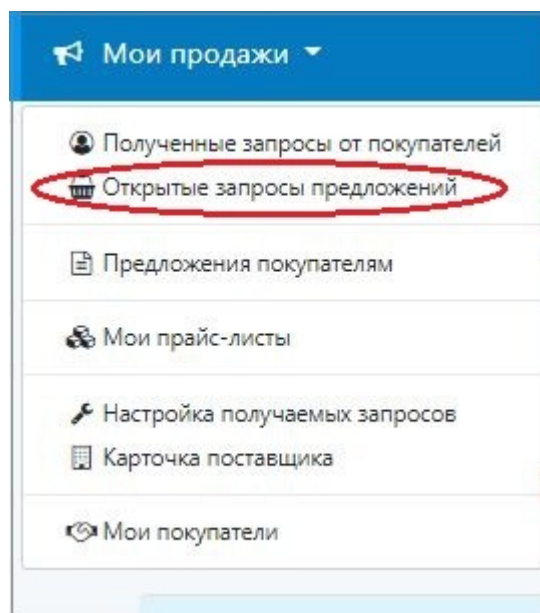 Мои продажи
Полученные запросы от покупателей
Открытые запросы предложений
Предложения покупателям
Мои прайс-листы
Настройка получаемых запросов
Карточка поставщика
Мои покупатели